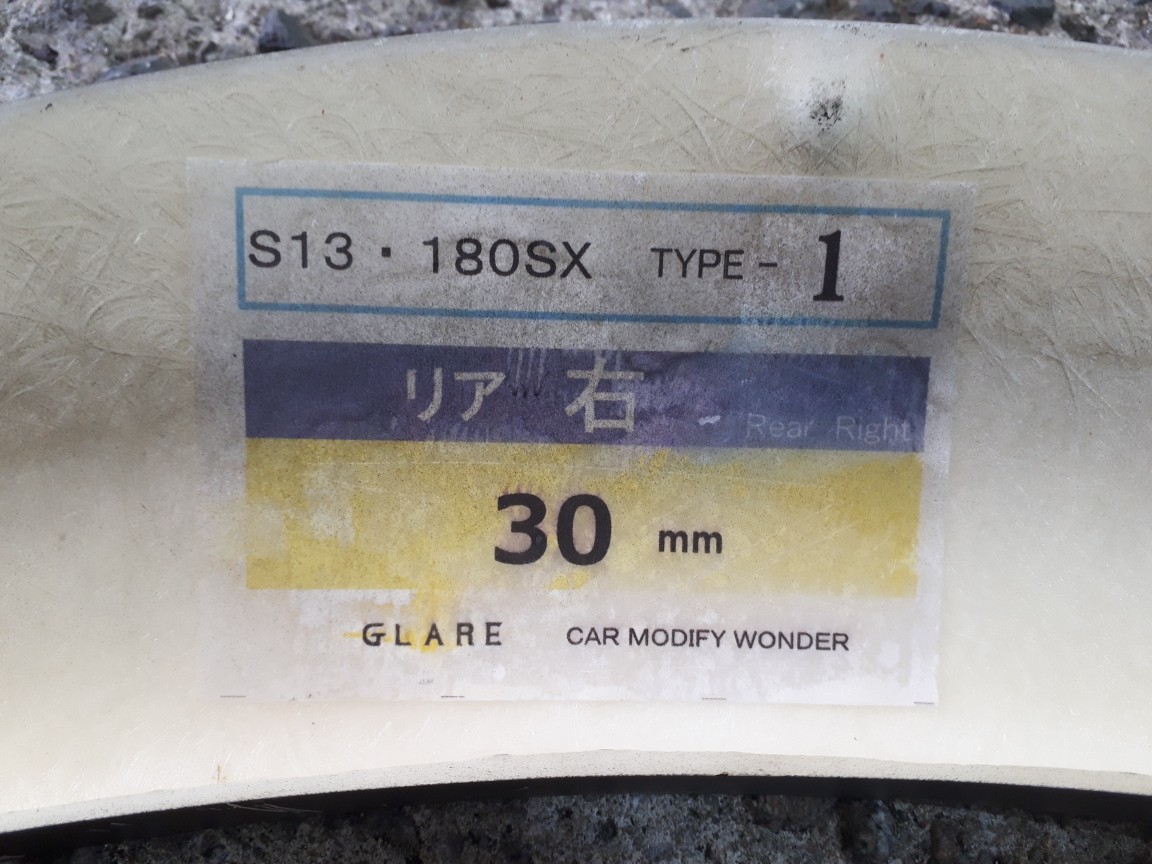 S13・180SX TYPE - 1
リア 右 Rear Right
30 mm
GLARE CAR MODIFY WONDER